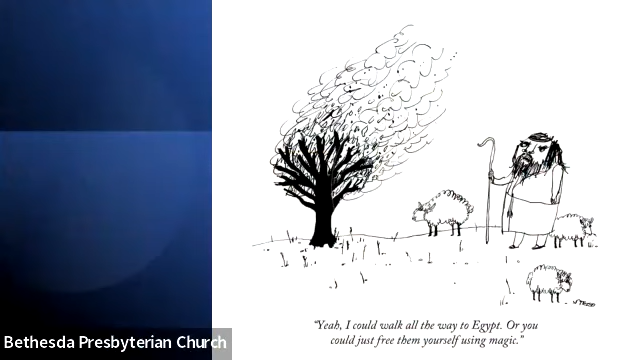 “Yeah, I could walk all the way to Egypt. Or you
could just free them yourself using magic.”
Bethesda Presbyterian Church